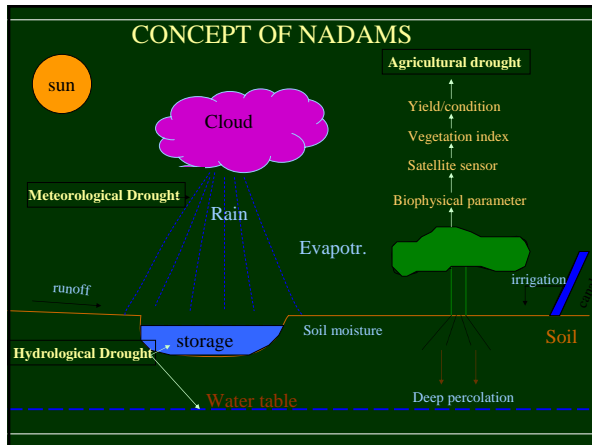 CONCEPT OF NADAMS
Agricultural drought
sun
Yield/condition
Cloud
Vegetation index
Satellite sensor
Meteorological Drought
Biophysical parameter
Rain
Evapotr.
runoff
irrigation
canal
storage
Soil moisture
Soil
Hydrological Drought
Water table
Deep percolation